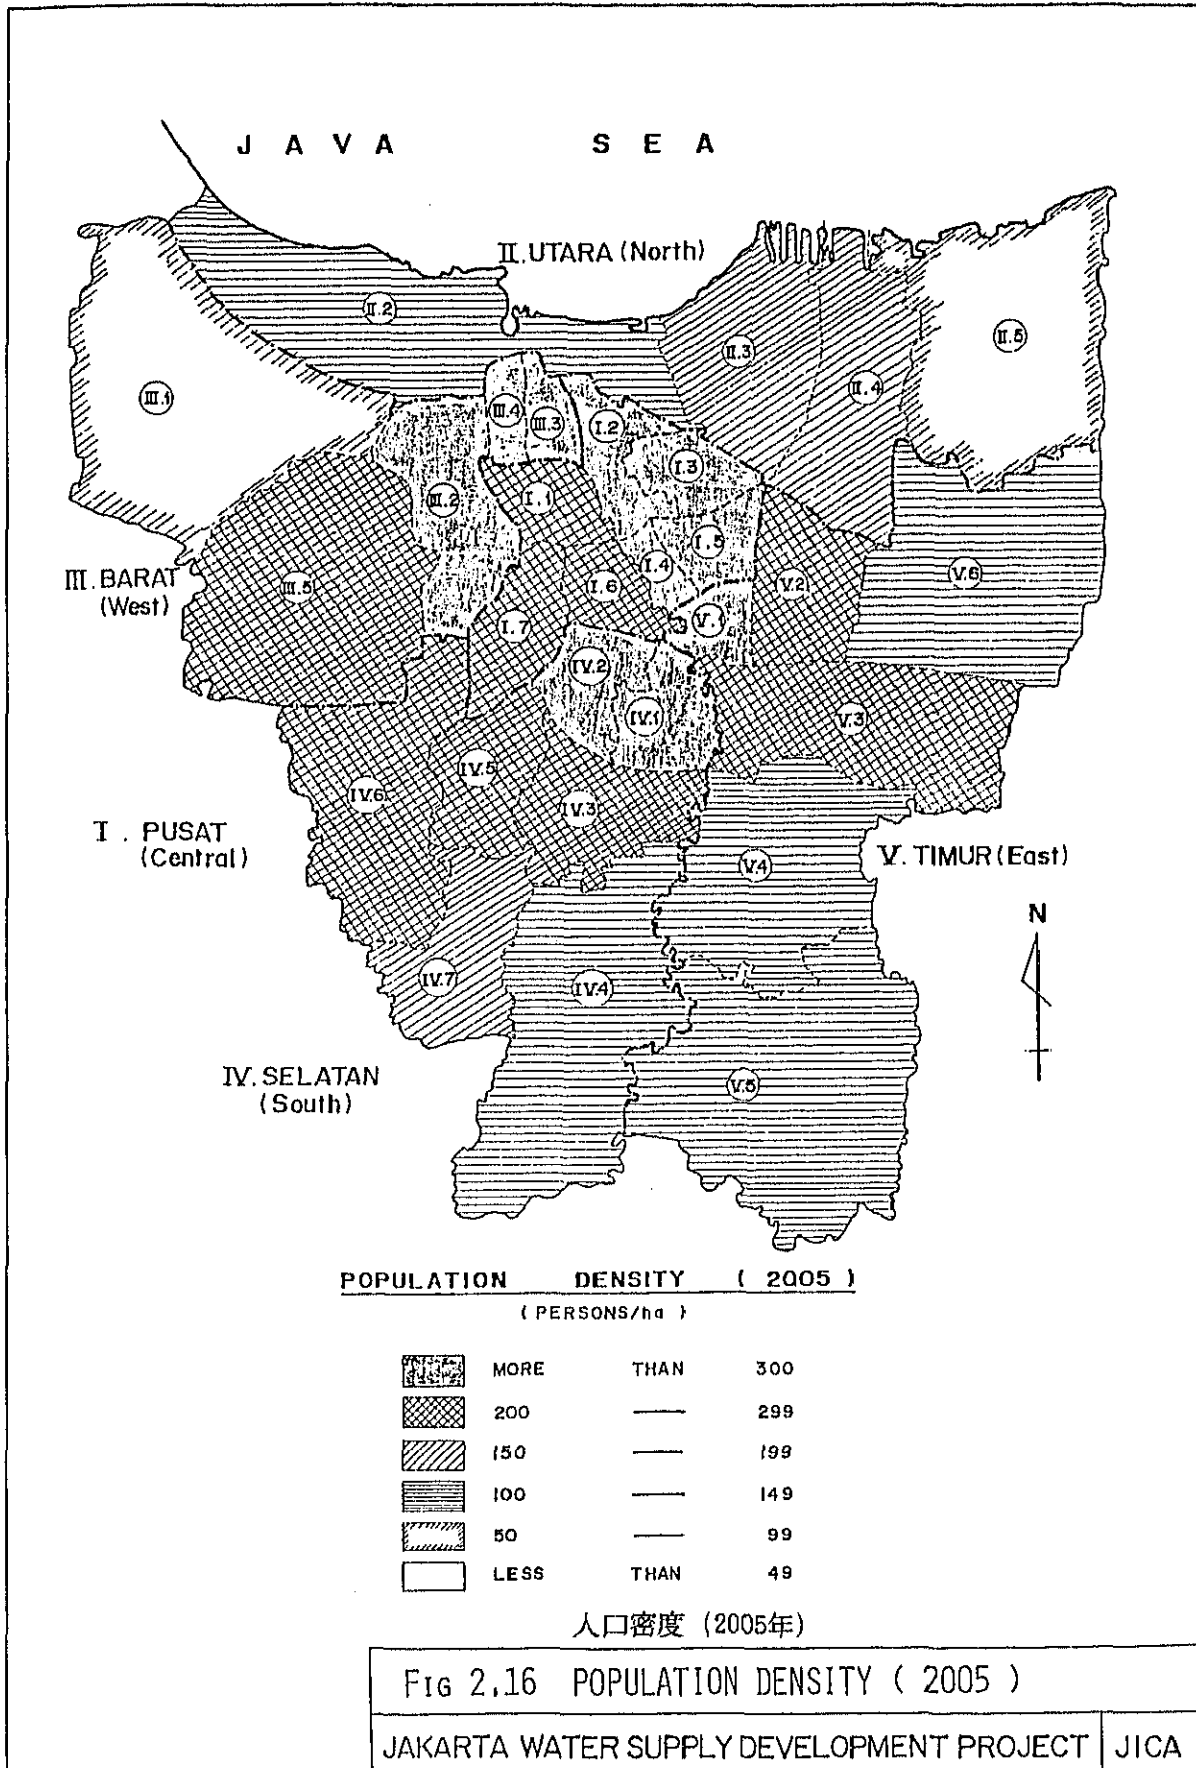 JAVA SEA
II. UTARA (North)
II.2
II.3
II.5
II.4
III.1
III.4
III.3
I.2
I.3
III.2
I.1
I.5
III. BARAT
(West)
III.5
I.4
I.6
V.2
V.6
I.7
V.1
IV.2
IV.1
V.3
IV.5
IV.6
IV.3
I. PUSAT
(Central)
V.4
V. TIMUR (East)
N
IV.7
IV.4
IV. SELATAN
(South)
V.5
POPULATION DENSITY ( 2005 )
( PERSONS/ha )
MORE THAN 300
200 — 299
150 — 199
100 — 149
50 — 99
LESS THAN 49
人口密度 (2005年)
FIG 2.16 POPULATION DENSITY ( 2005 )
JAKARTA WATER SUPPLY DEVELOPMENT PROJECT JICA